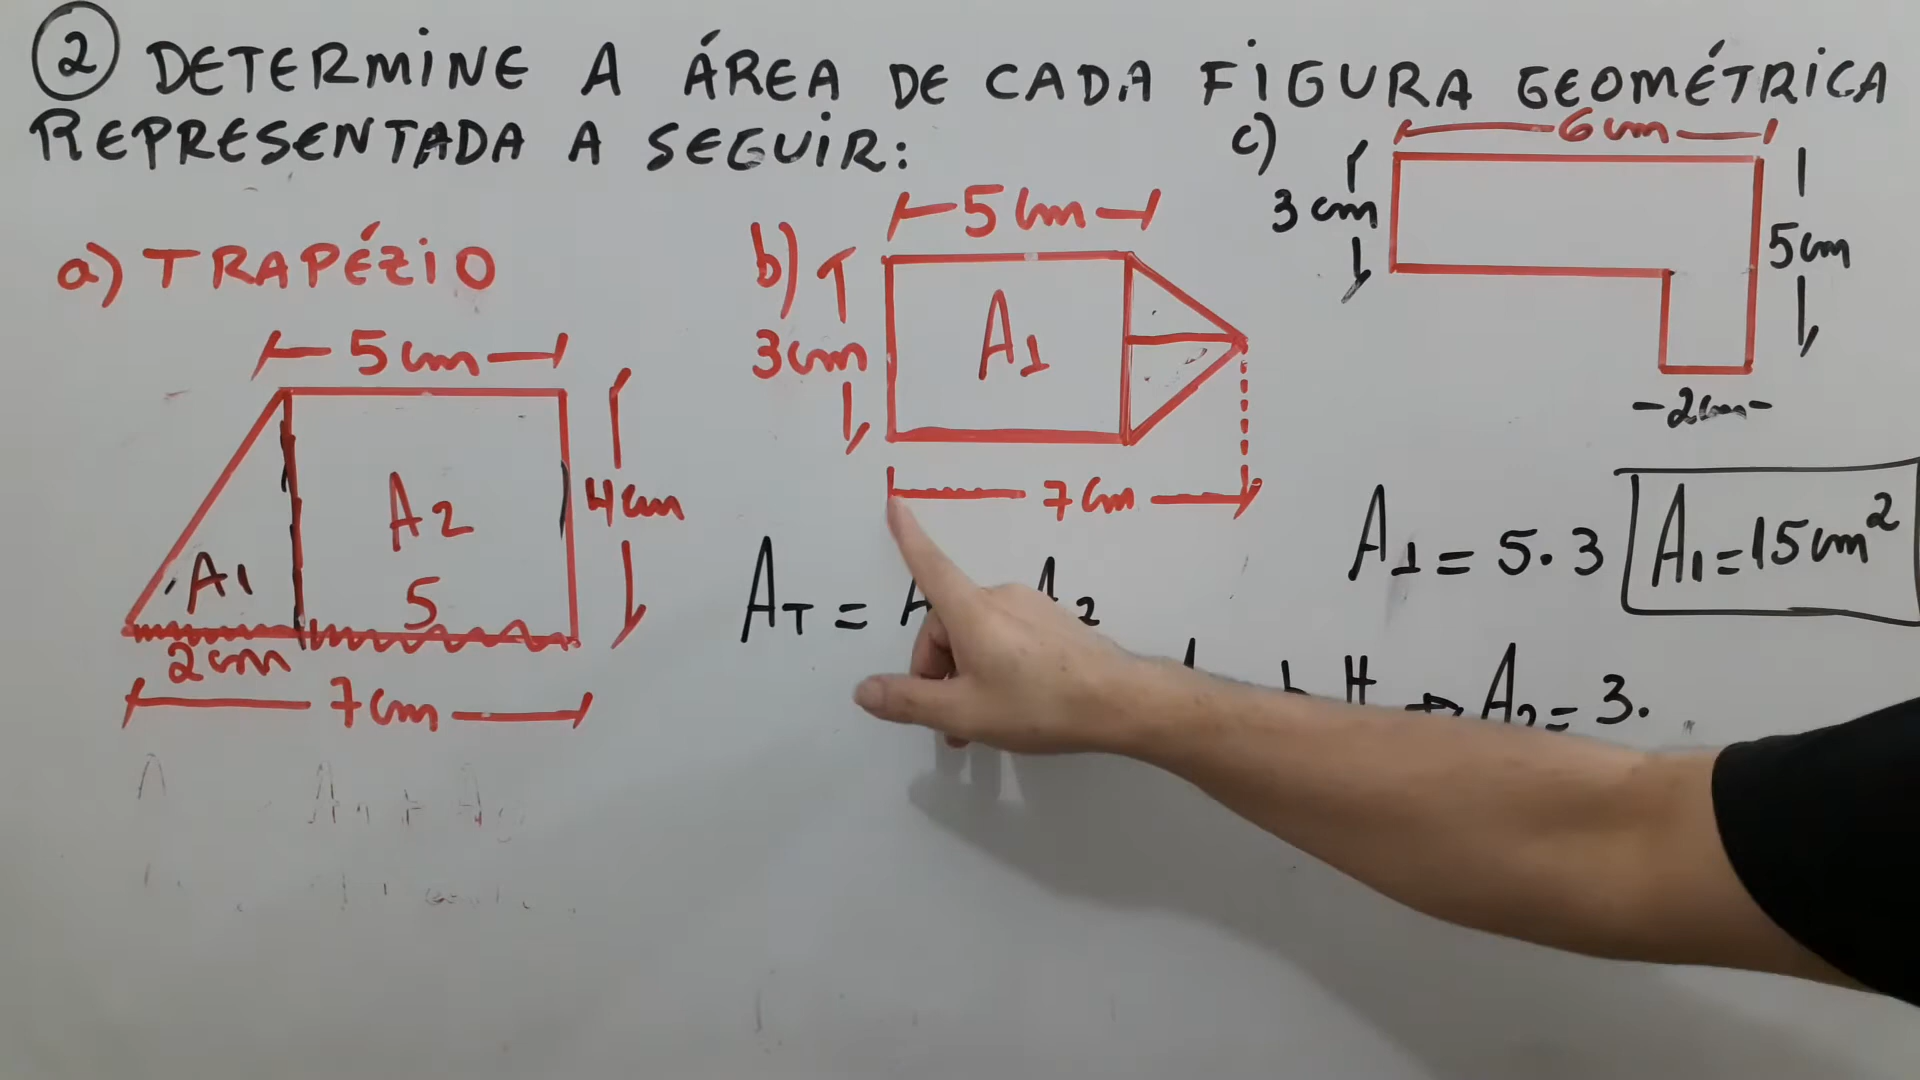 ② DETERMINE A ÁREA DE CADA FIGURA GEOMÉTRICA
REPRESENTADA A SEGUIR:
a) TRAPÉZIO
5cm
4cm
A1
A2
5
2cm
7cm
b)
5cm
3cm
A1
7cm
c)
6cm
3cm
5cm
-2cm-
A1 = 5.3
A1=15cm²
AT =
H → A2=3.